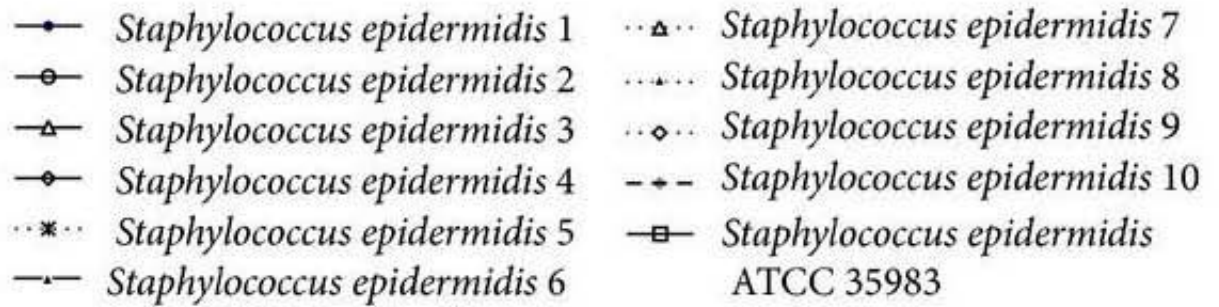 Staphylococcus epidermidis 1
Staphylococcus epidermidis 2
Staphylococcus epidermidis 3
Staphylococcus epidermidis 4
Staphylococcus epidermidis 5
Staphylococcus epidermidis 6
Staphylococcus epidermidis 7
Staphylococcus epidermidis 8
Staphylococcus epidermidis 9
Staphylococcus epidermidis 10
Staphylococcus epidermidis
ATCC 35983